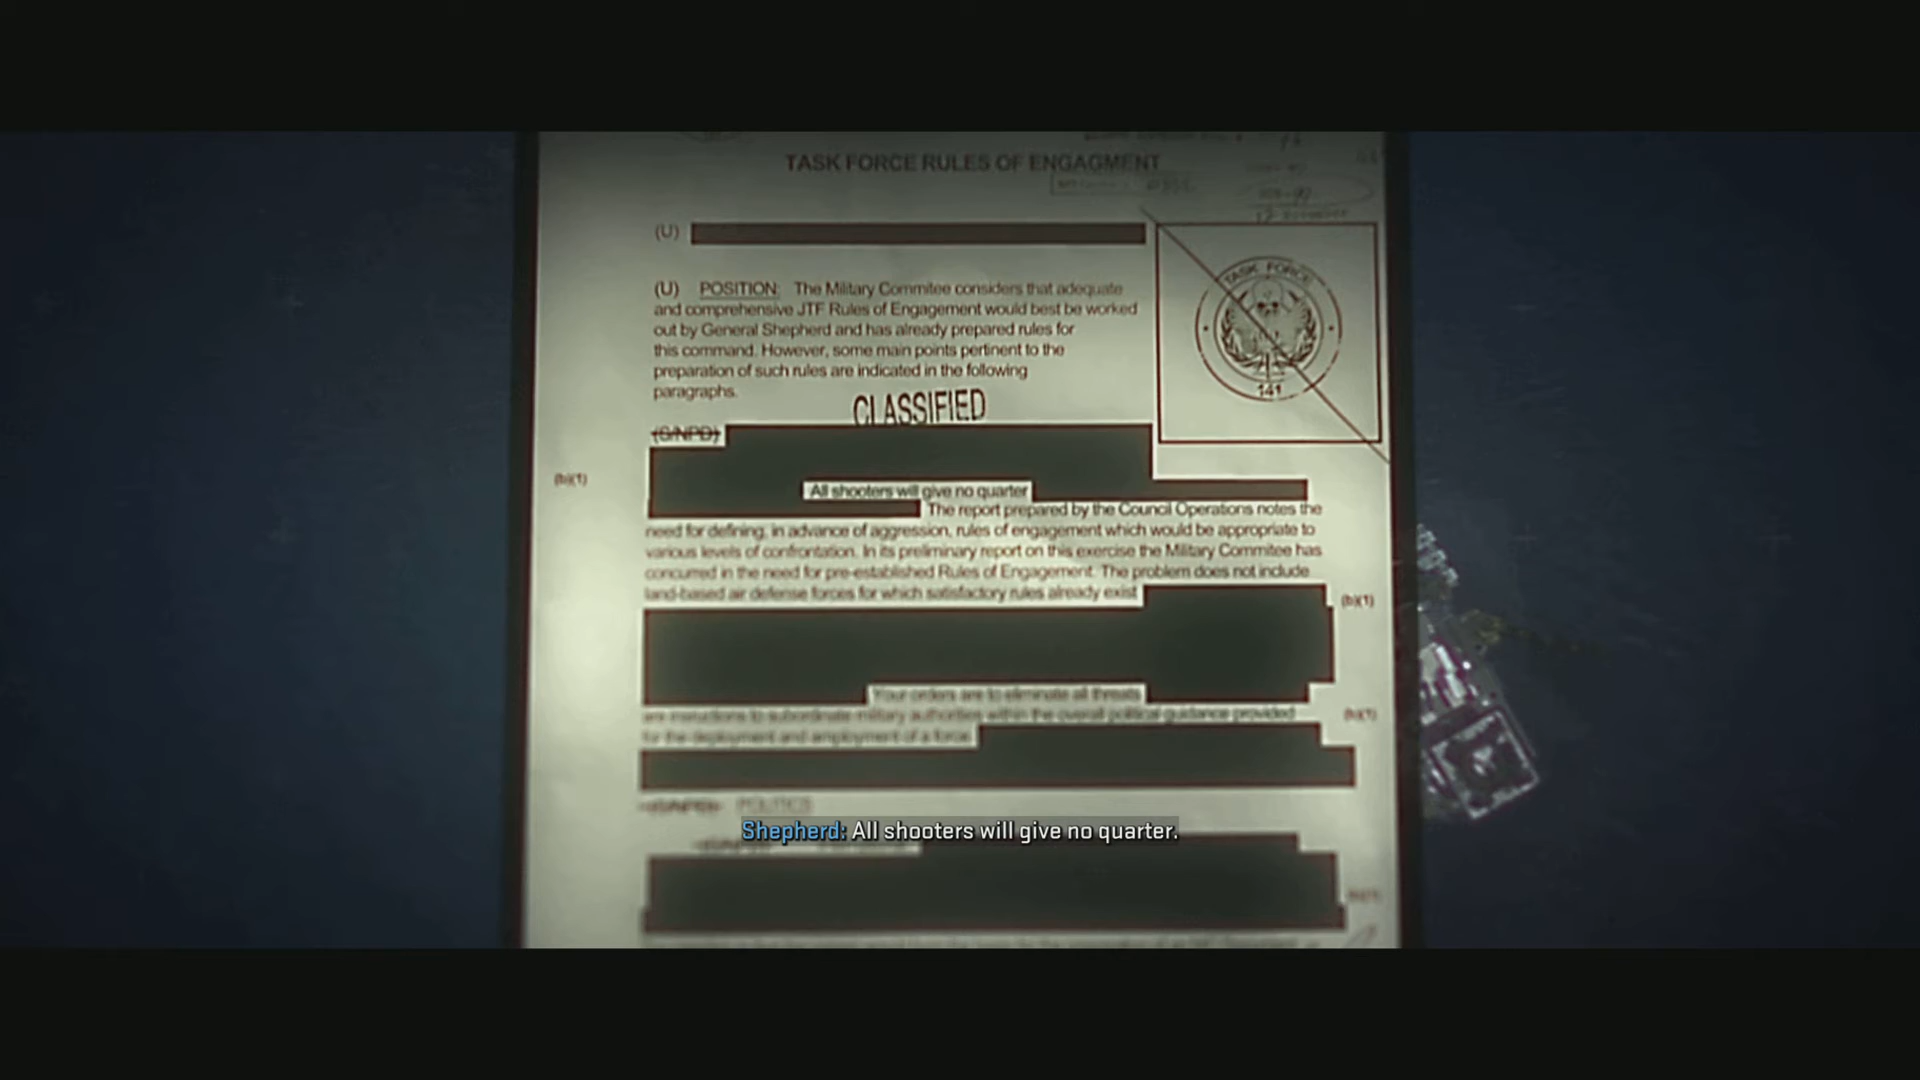 TASK FORCE RULES OF ENGAGMENT
(U)
(U) POSITION: The Military Commitee considers that adequate
and comprehensive JTF Rules of Engagement would best be worked
out by General Shepherd and has already prepared rules for
this command. However, some main points pertinent to the
preparation of such rules are indicated in the following
paragraphs.
TASK FORCE
141
CLASSIFIED
(S/NPD)
(b)(1)
All shooters will give no quarter
The report prepared by the Council Operations notes the
need for defining, in advance of aggression, rules of engagement which would be appropriate to
various levels of confrontation. In its preliminary report on this exercise the Military Commitee has
concurred in the need for pre-established Rules of Engagement. The problem does not include
land-based air defense forces for which satisfactory rules already exist
(b)(1)
Your orders are to eliminate all threats
are instructions to subordinate military authorities within the overall political guidance provided
(b)(1)
for the deployment and employment of a force
POLITICS
Shepherd: All shooters will give no quarter.